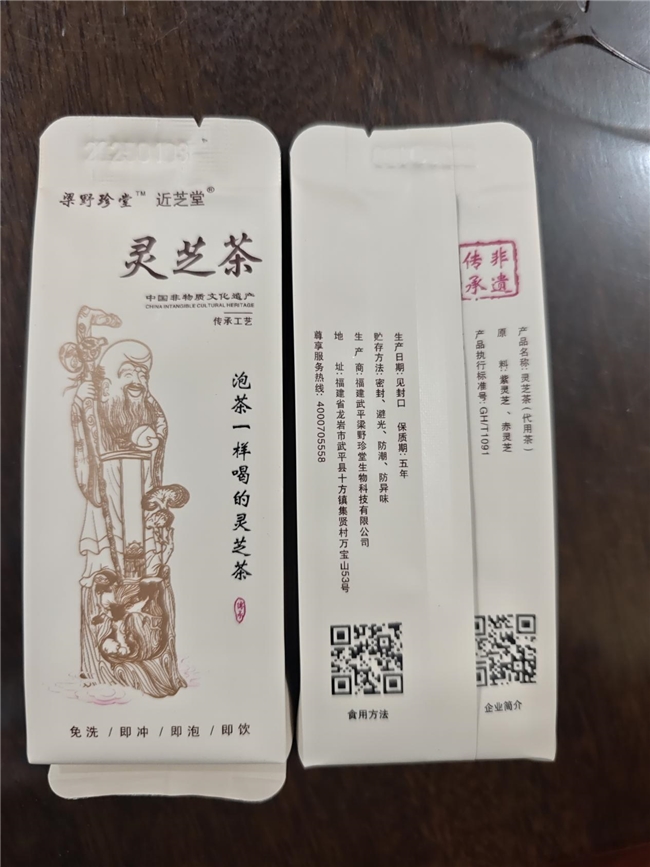 梁野珍堂™ 近芝堂®
灵芝茶
中国非物质文化遗产
CHINA INTANGIBLE CULTURAL HERITAGE
传承工艺
泡茶一样喝的灵芝茶
免洗 / 即冲 / 即泡 / 即饮
非遗
传承
产品名称:灵芝茶(代用茶)
原 料:紫灵芝、赤灵芝
产品执行标准号:GH/T1091
生产日期:见封口 保质期:五年
贮存方法:密封、避光、防潮、防异味
生 产 商:福建武平梁野珍堂生物科技有限公司
地 址:福建省龙岩市武平县十方镇集贤村万宝山53号
尊享服务热线:4000705558
食用方法
企业简介